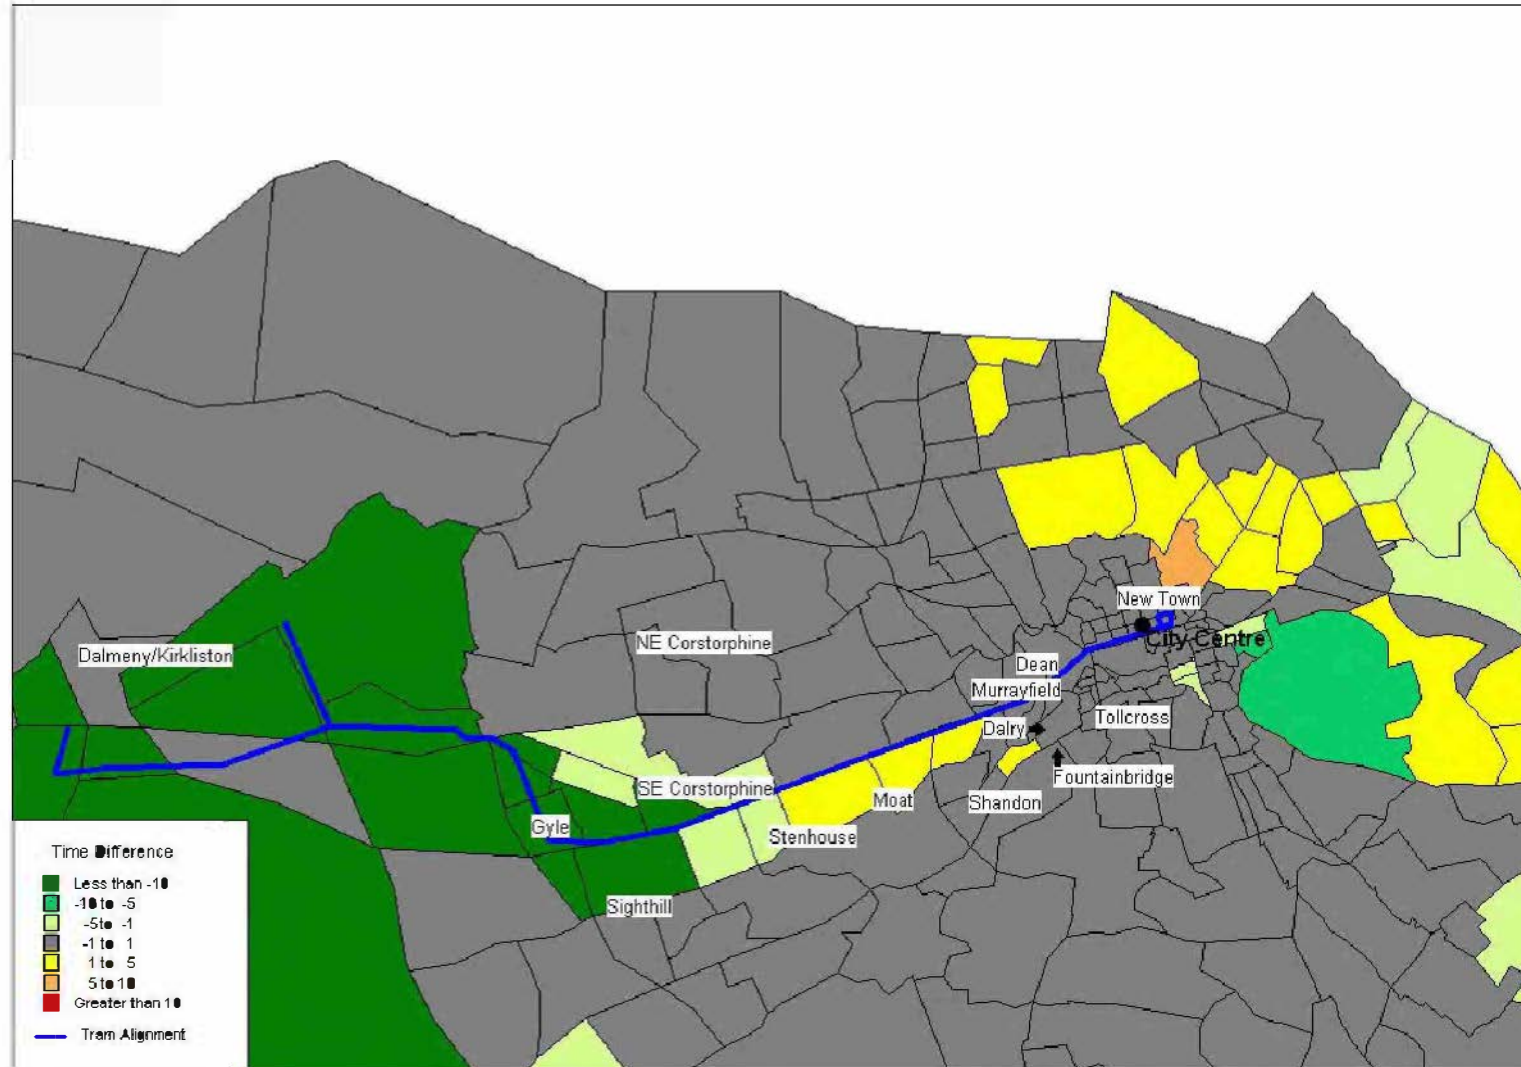 New Town
City Centre
NE Corstorphine
Dalmeny/Kirkliston
Dean
Murrayfield
Tollcross
Dalry
Fountainbridge
SE Corstorphine
Moat
Shandon
Gyle
Stenhouse
Sighthill
Time Difference
Less than -10
-10 to -5
-5 to -1
-1 to 1
1 to 5
5 to 10
Greater than 10
Tram Alignment